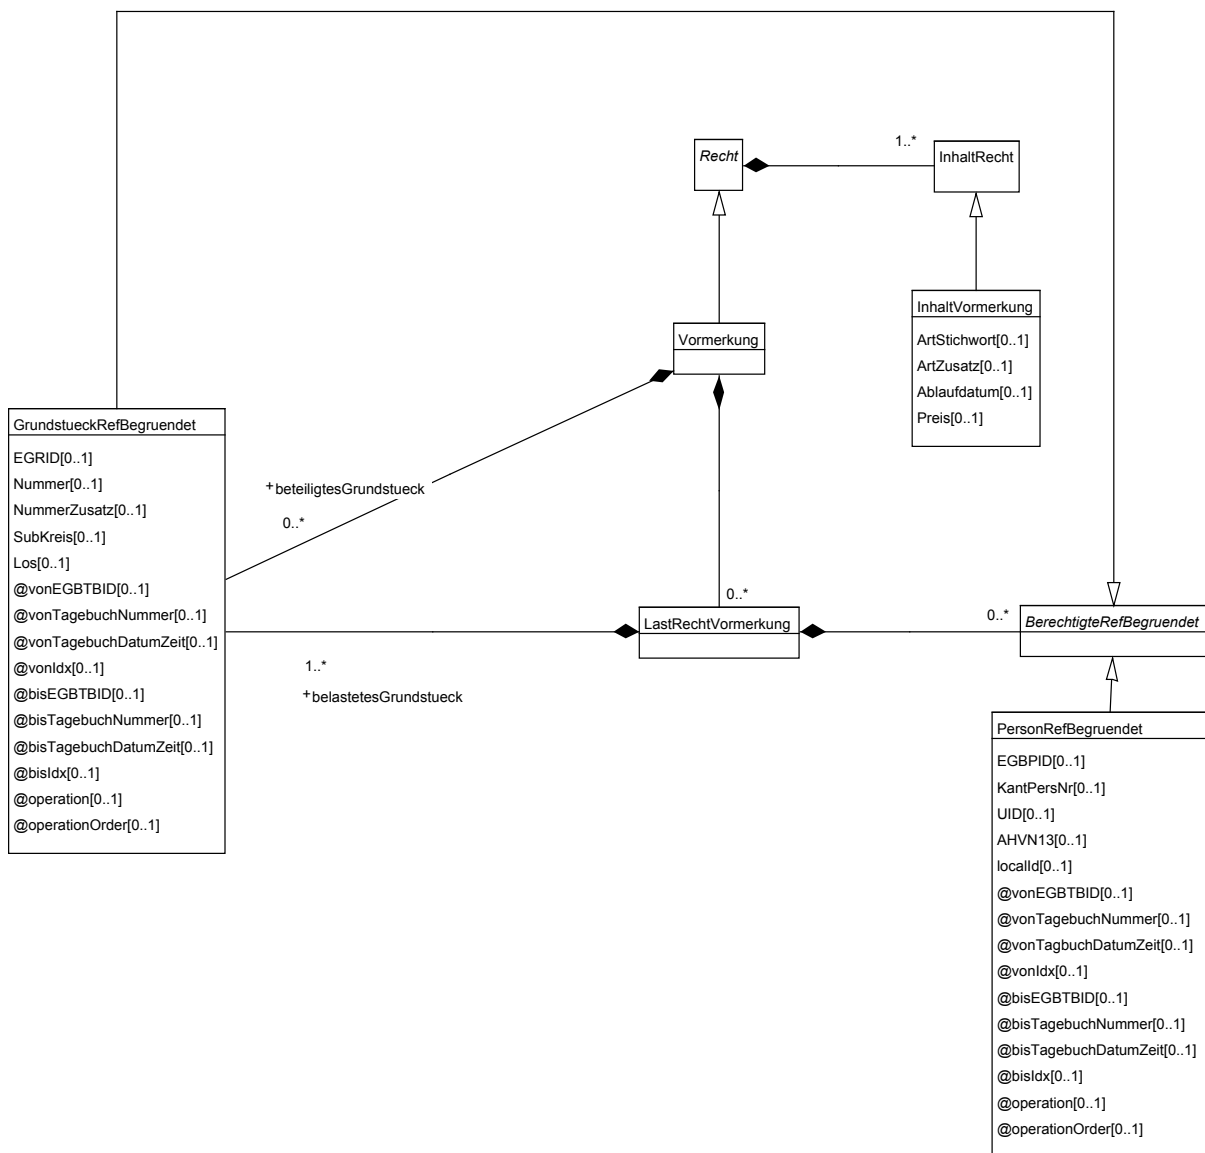 1..*
Recht
InhaltRecht
InhaltVormerkung
ArtStichwort[0..1]
ArtZusatz[0..1]
Ablaufdatum[0..1]
Preis[0..1]
Vormerkung
GrundstueckRefBegruendet
EGRID[0..1]
Nummer[0..1]
NummerZusatz[0..1]
SubKreis[0..1]
Los[0..1]
@vonEGBTBID[0..1]
@vonTagebuchNummer[0..1]
@vonTagebuchDatumZeit[0..1]
@vonIdx[0..1]
@bisEGBTBID[0..1]
@bisTagebuchNummer[0..1]
@bisTagebuchDatumZeit[0..1]
@bisIdx[0..1]
@operation[0..1]
@operationOrder[0..1]
+beteiligtesGrundstueck
0..*
0..*
LastRechtVormerkung
1..*
+belastetesGrundstueck
0..*
BerechtigteRefBegruendet
PersonRefBegruendet
EGBPID[0..1]
KantPersNr[0..1]
UID[0..1]
AHVN13[0..1]
localId[0..1]
@vonEGBTBID[0..1]
@vonTagebuchNummer[0..1]
@vonTagbuchDatumZeit[0..1]
@vonIdx[0..1]
@bisEGBTBID[0..1]
@bisTagebuchNummer[0..1]
@bisTagebuchDatumZeit[0..1]
@bisIdx[0..1]
@operation[0..1]
@operationOrder[0..1]